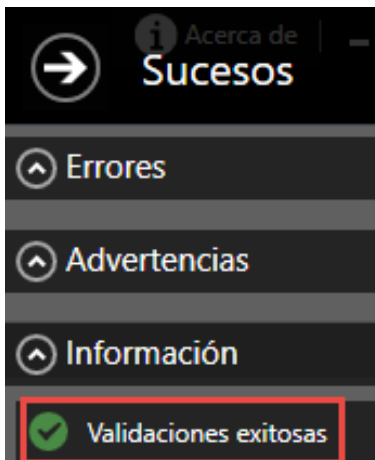 Acerca de
Sucesos
Errores
Advertencias
Información
Validaciones exitosas